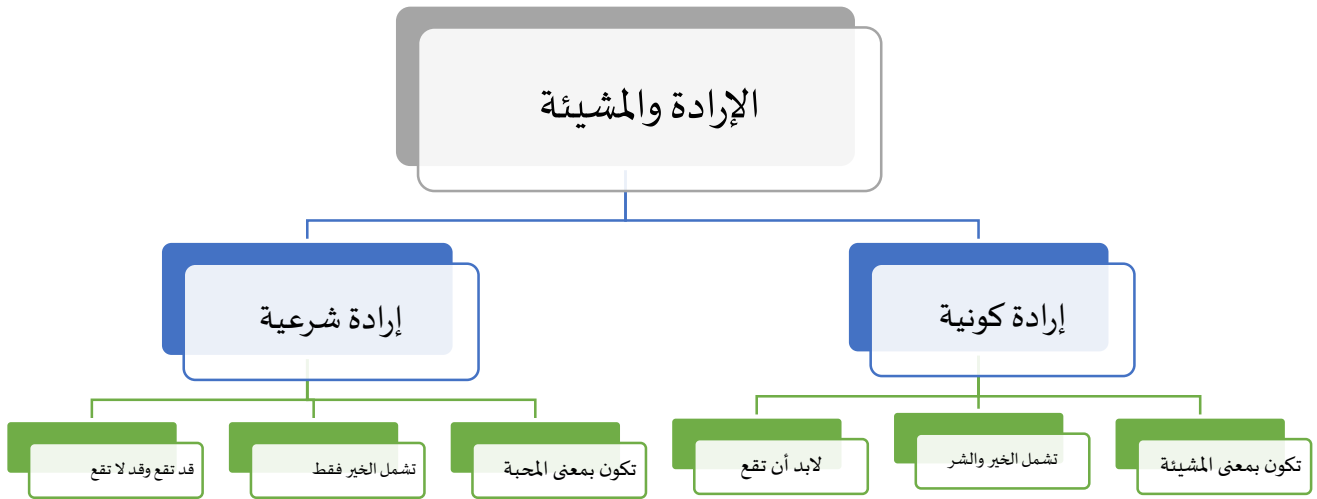 الإرادة والمشيئة
إرادة كونية
إرادة شرعية
تكون بمعنى المشيئة
تشمل الخير والشر
لابد أن تقع
تكون بمعنى المحبة
تشمل الخير فقط
قد تقع وقد لا تقع